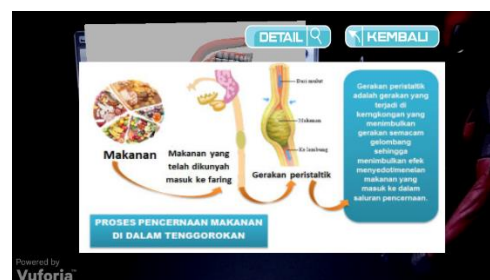 DETAIL
KEMBALI
Dari mulut
Makanan
Ke lambung
Makanan
Makanan yang
telah dikunyah
masuk ke faring
Gerakan peristaltik
Gerakan peristaltik
adalah gerakan yang
terjadi di
kerngkongan yang
menimbulkan
gerakan semacam
gelombang
sehingga
menimbulkan efek
menyedot/menelan
makanan yang
masuk ke dalam
saluran pencernaan.
PROSES PENCERNAAN MAKANAN
DI DALAM TENGGOROKAN
Powered by
Vuforia™